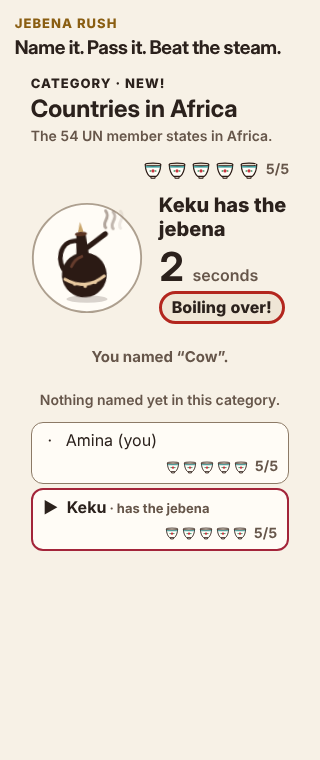 JEBENA RUSH
Name it. Pass it. Beat the steam.
CATEGORY · NEW!
Countries in Africa
The 54 UN member states in Africa.
5/5
Keku has the
jebena
2 seconds
Boiling over!
You named “Cow”.
Nothing named yet in this category.
· Amina (you)
5/5
▶ Keku · has the jebena
5/5